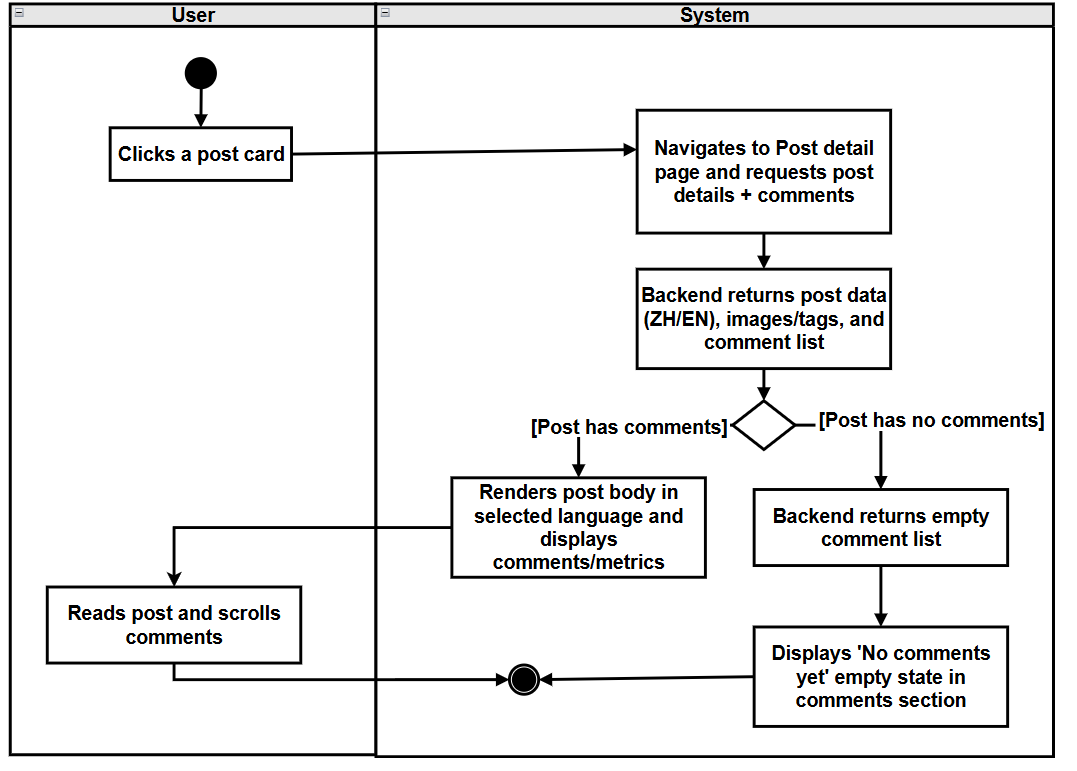 User
System
Clicks a post card
Navigates to Post detail
page and requests post
details + comments
Backend returns post data
(ZH/EN), images/tags, and
comment list
[Post has comments]
[Post has no comments]
Renders post body in
selected language and
displays
comments/metrics
Backend returns empty
comment list
Reads post and scrolls
comments
Displays 'No comments
yet' empty state in
comments section